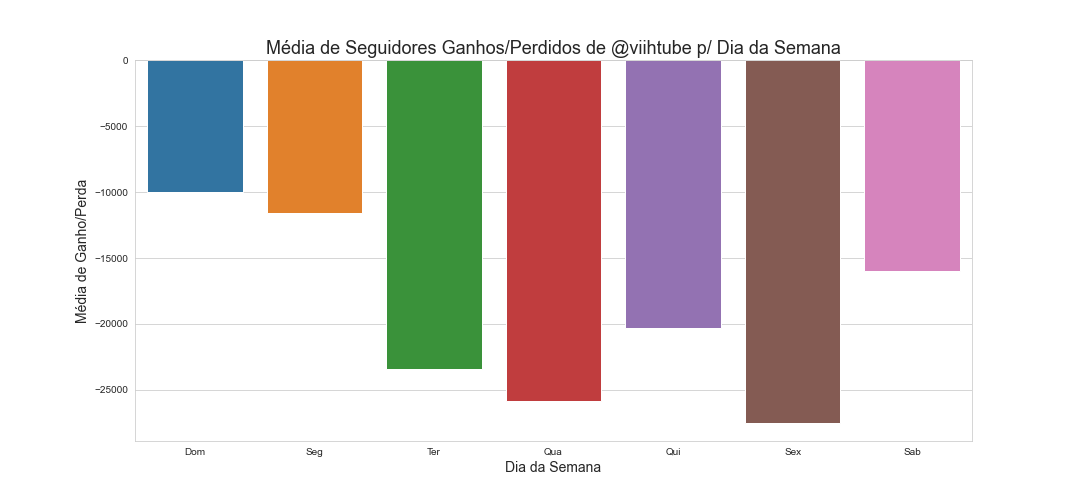 Média de Seguidores Ganhos/Perdidos de @viihtube p/ Dia da Semana
0
−5000
−10000
−15000
−20000
−25000
Média de Ganho/Perda
Dom Seg Ter Qua Qui Sex Sab
Dia da Semana